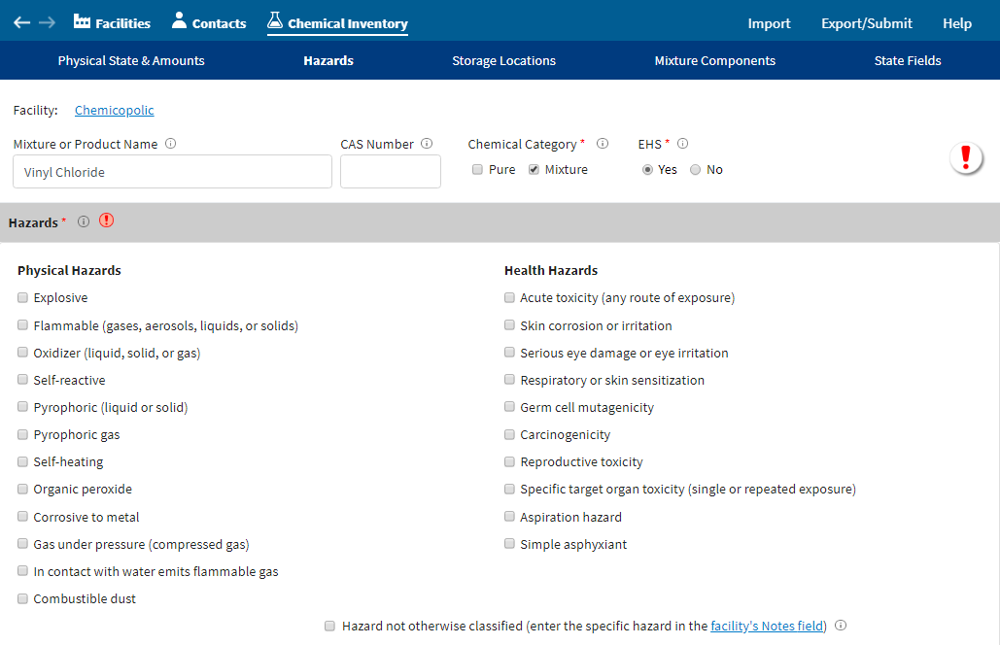 Facilities Contacts Chemical Inventory Import Export/Submit Help
Physical State & Amounts Hazards Storage Locations Mixture Components State Fields
Facility: Chemicopolic
Mixture or Product Name CAS Number Chemical Category * EHS *
Vinyl Chloride Pure Mixture Yes No
Hazards *
Physical Hazards
Explosive
Flammable (gases, aerosols, liquids, or solids)
Oxidizer (liquid, solid, or gas)
Self-reactive
Pyrophoric (liquid or solid)
Pyrophoric gas
Self-heating
Organic peroxide
Corrosive to metal
Gas under pressure (compressed gas)
In contact with water emits flammable gas
Combustible dust
Health Hazards
Acute toxicity (any route of exposure)
Skin corrosion or irritation
Serious eye damage or eye irritation
Respiratory or skin sensitization
Germ cell mutagenicity
Carcinogenicity
Reproductive toxicity
Specific target organ toxicity (single or repeated exposure)
Aspiration hazard
Simple asphyxiant
Hazard not otherwise classified (enter the specific hazard in the facility's Notes field)